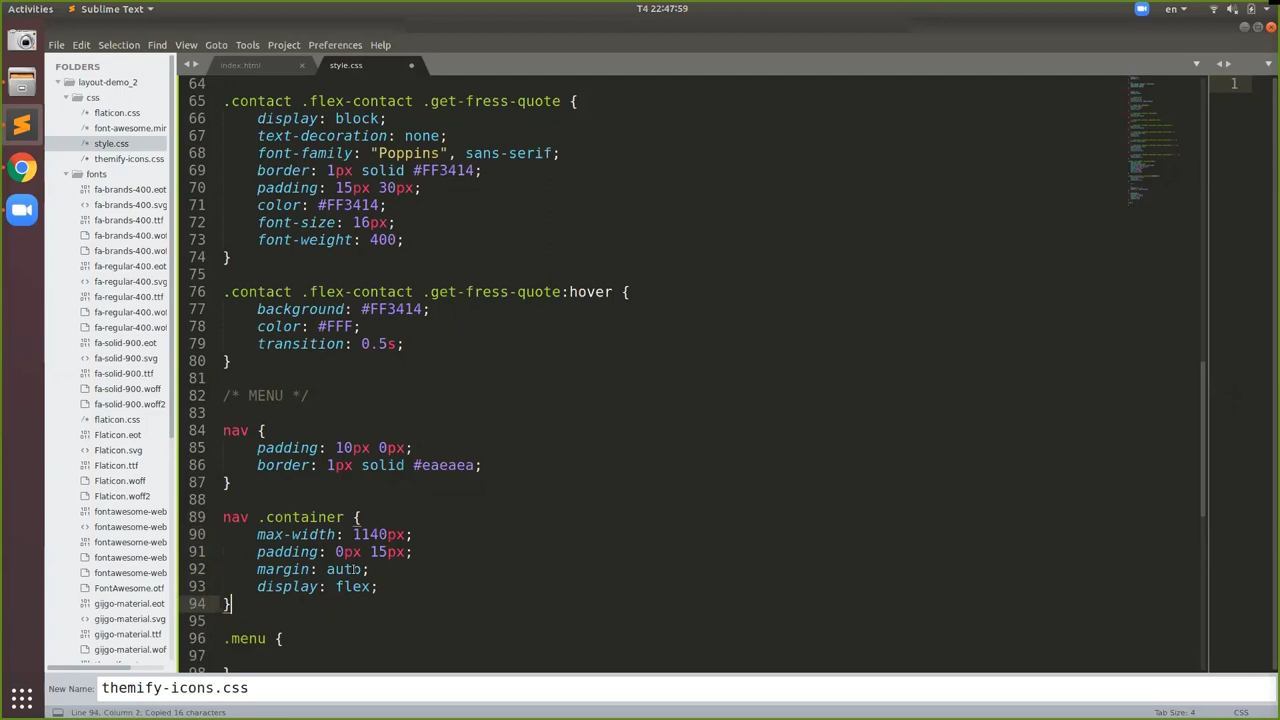 Activities
Sublime Text
T4 22:47:59
en
File Edit Selection Find View Goto Tools Project Preferences Help
FOLDERS
layout-demo_2
css
flaticon.css
font-awesome.min
style.css
themify-icons.css
fonts
fa-brands-400.eot
fa-brands-400.svg
fa-brands-400.ttf
fa-brands-400.wo
fa-brands-400.wo
fa-regular-400.eot
fa-regular-400.svg
fa-regular-400.ttf
fa-regular-400.wo
fa-regular-400.wo
fa-solid-900.eot
fa-solid-900.svg
fa-solid-900.ttf
fa-solid-900.woff
fa-solid-900.woff2
flaticon.css
Flaticon.eot
Flaticon.svg
Flaticon.ttf
Flaticon.woff
Flaticon.woff2
fontawesome-web
fontawesome-web
fontawesome-web
fontawesome-web
fontawesome-web
FontAwesome.otf
gijgo-material.eot
gijgo-material.svg
gijgo-material.ttf
gijgo-material.wo
index.html
style.css
1
64
65 .contact .flex-contact .get-fress-quote {
66 display: block;
67 text-decoration: none;
68 font-family: "Poppins", sans-serif;
69 border: 1px solid #FF3414;
70 padding: 15px 30px;
71 color: #FF3414;
72 font-size: 16px;
73 font-weight: 400;
74 }
75
76 .contact .flex-contact .get-fress-quote:hover {
77 background: #FF3414;
78 color: #FFF;
79 transition: 0.5s;
80 }
81
82 /* MENU */
83
84 nav {
85 padding: 10px 0px;
86 border: 1px solid #eaeaea;
87 }
88
89 nav .container {
90 max-width: 1140px;
91 padding: 0px 15px;
92 margin: auto;
93 display: flex;
94 }
95
96 .menu {
97
98 }
New Name: themify-icons.css
Line 94, Column 2; Copied 16 characters
Tab Size: 4
CSS